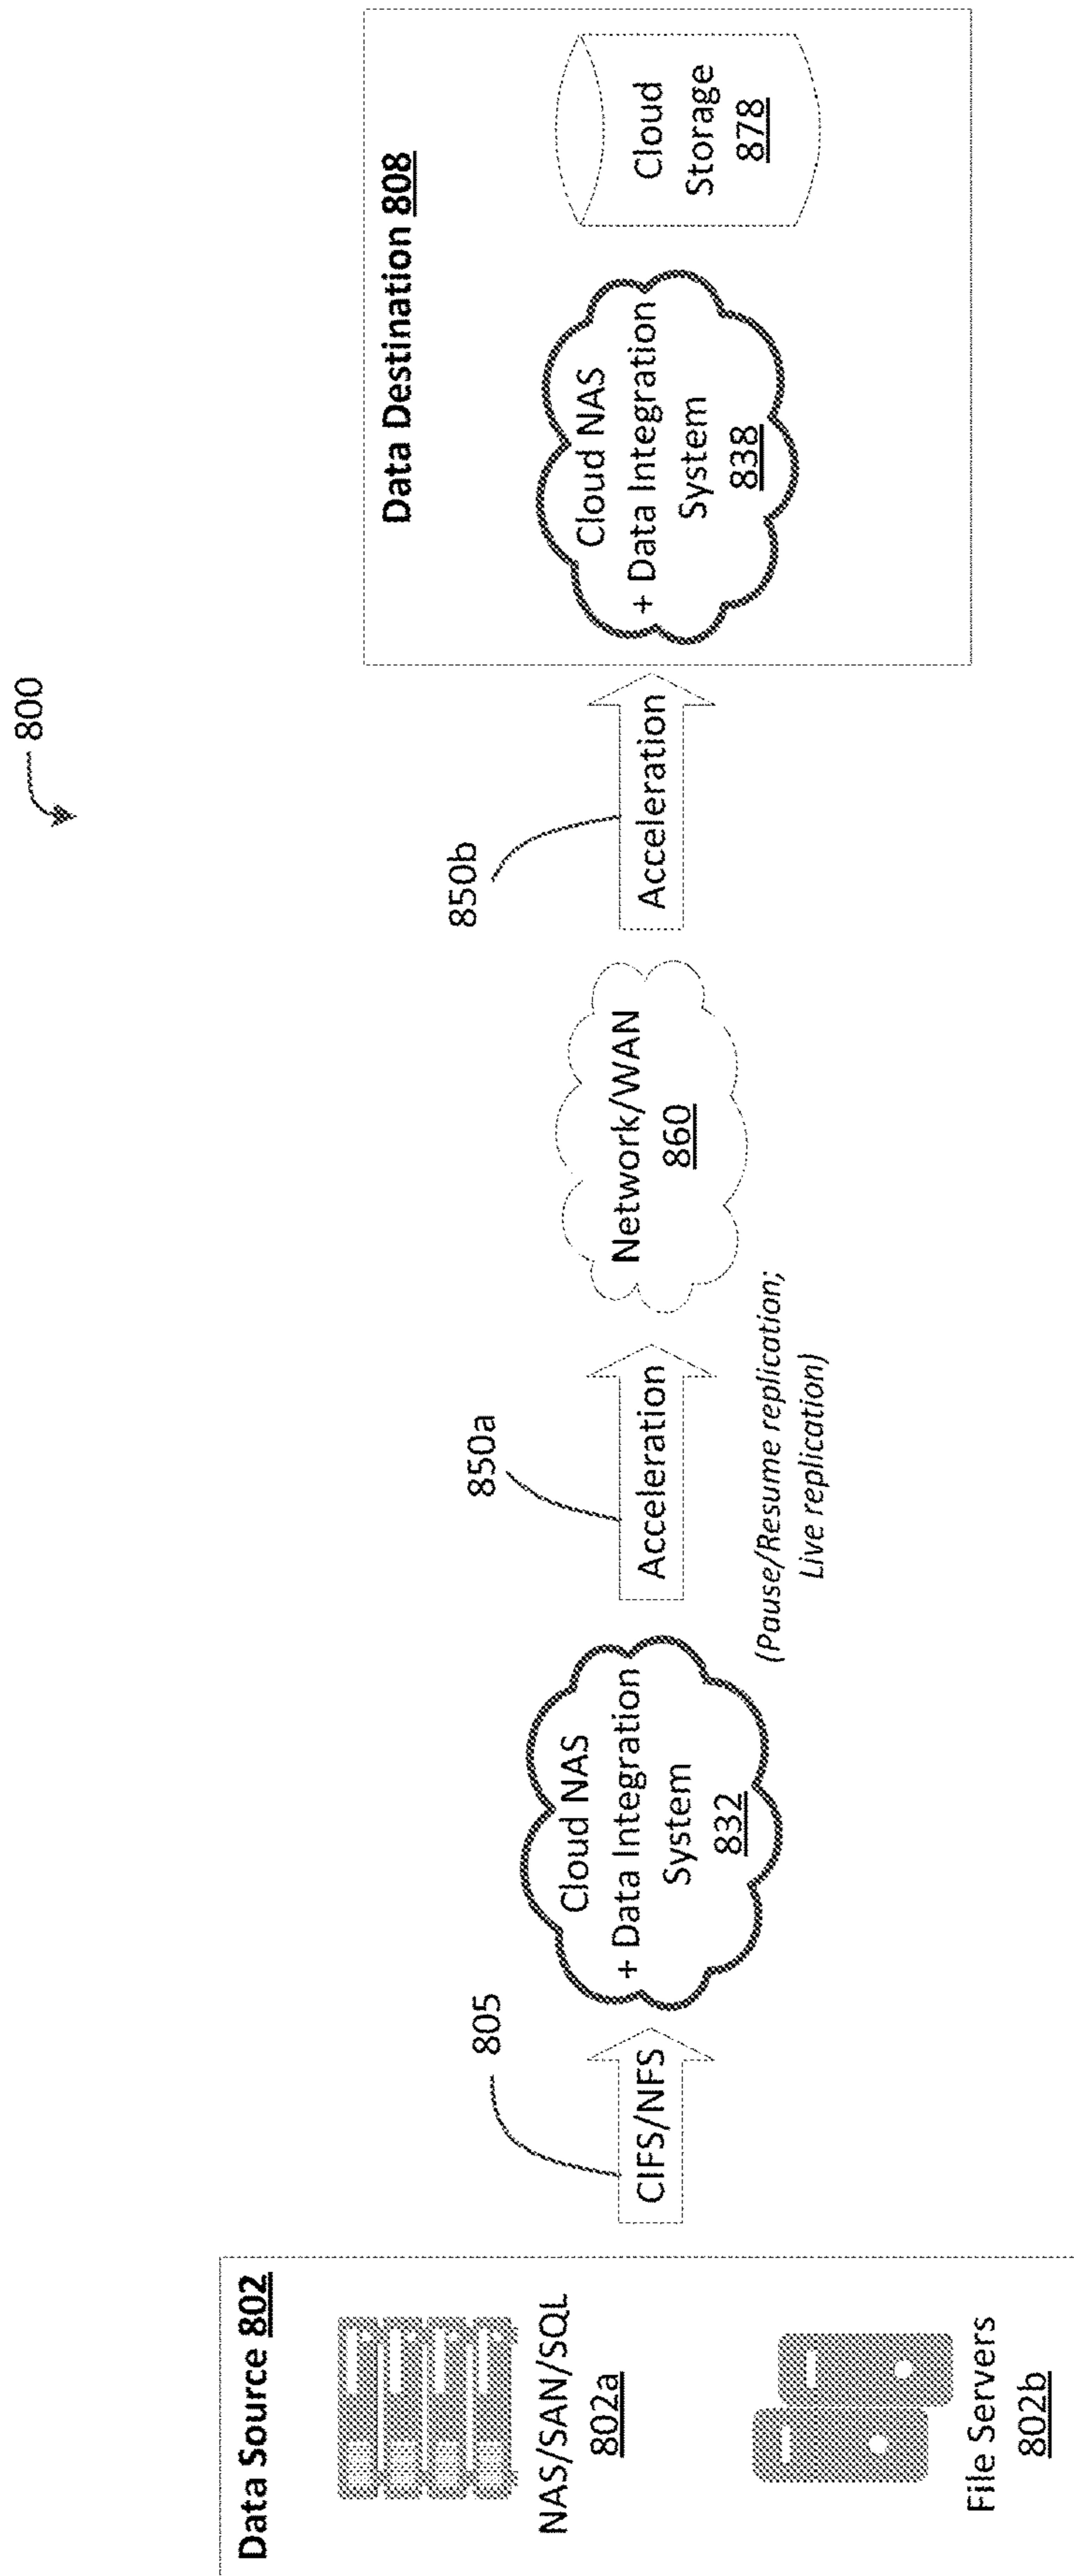 800
Data Source 802
NAS/SAN/SQL
802a
File Servers
802b
805
CIFS/NFS
Cloud NAS
+ Data Integration
System
832
850a
Acceleration
(Pause/Resume replication;
Live replication)
Network/WAN
860
850b
Acceleration
Data Destination 808
Cloud NAS
+ Data Integration
System
838
Cloud
Storage
878